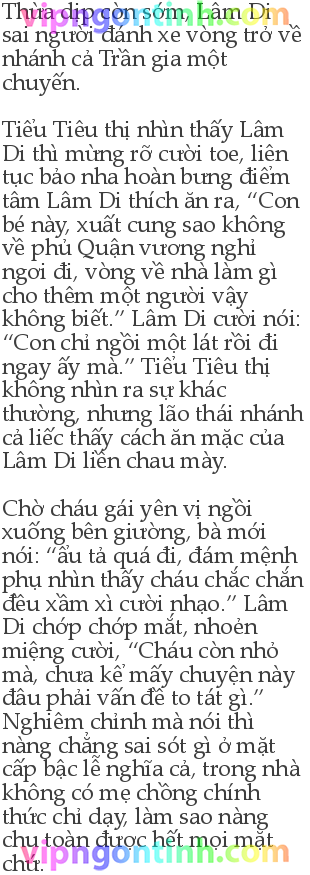 Thừa dịp còn sớm, Lâm Di
vipngontinh.com
sai người đánh xe vòng trở về
nhánh cả Trần gia một
chuyến.

Tiểu Tiêu thị nhìn thấy Lâm
Di thì mừng rỡ cười toe, liên
tục bảo nha hoàn bưng điểm
tâm Lâm Di thích ăn ra, “Con
bé này, xuất cung sao không
về phủ Quận vương nghỉ
ngơi đi, vòng về nhà làm gì
cho thêm một người vậy
không biết.” Lâm Di cười nói:
“Con chỉ ngồi một lát rồi đi
ngay ấy mà.” Tiểu Tiêu thị
không nhìn ra sự khác
thường, nhưng lão thái nhánh
cả liếc thấy cách ăn mặc của
Lâm Di liền chau mày.

Chờ cháu gái yên vị ngồi
xuống bên giường, bà mới
nói: “ẩu tả quá đi, đám mệnh
phụ nhìn thấy cháu chắc chắn
đều xầm xì cười nhạo.” Lâm
Di chớp chớp mắt, nhoẻn
miệng cười, “Cháu còn nhỏ
mà, chưa kể mấy chuyện này
đâu phải vấn đề to tát gì.”
Nghiêm chỉnh mà nói thì
nàng chẳng sai sót gì ở mặt
cấp bậc lễ nghĩa cả, trong nhà
không có mẹ chồng chính
thức chỉ dạy, làm sao nàng
chu toàn được hết mọi mặt
chứ.
vipngontinh.com